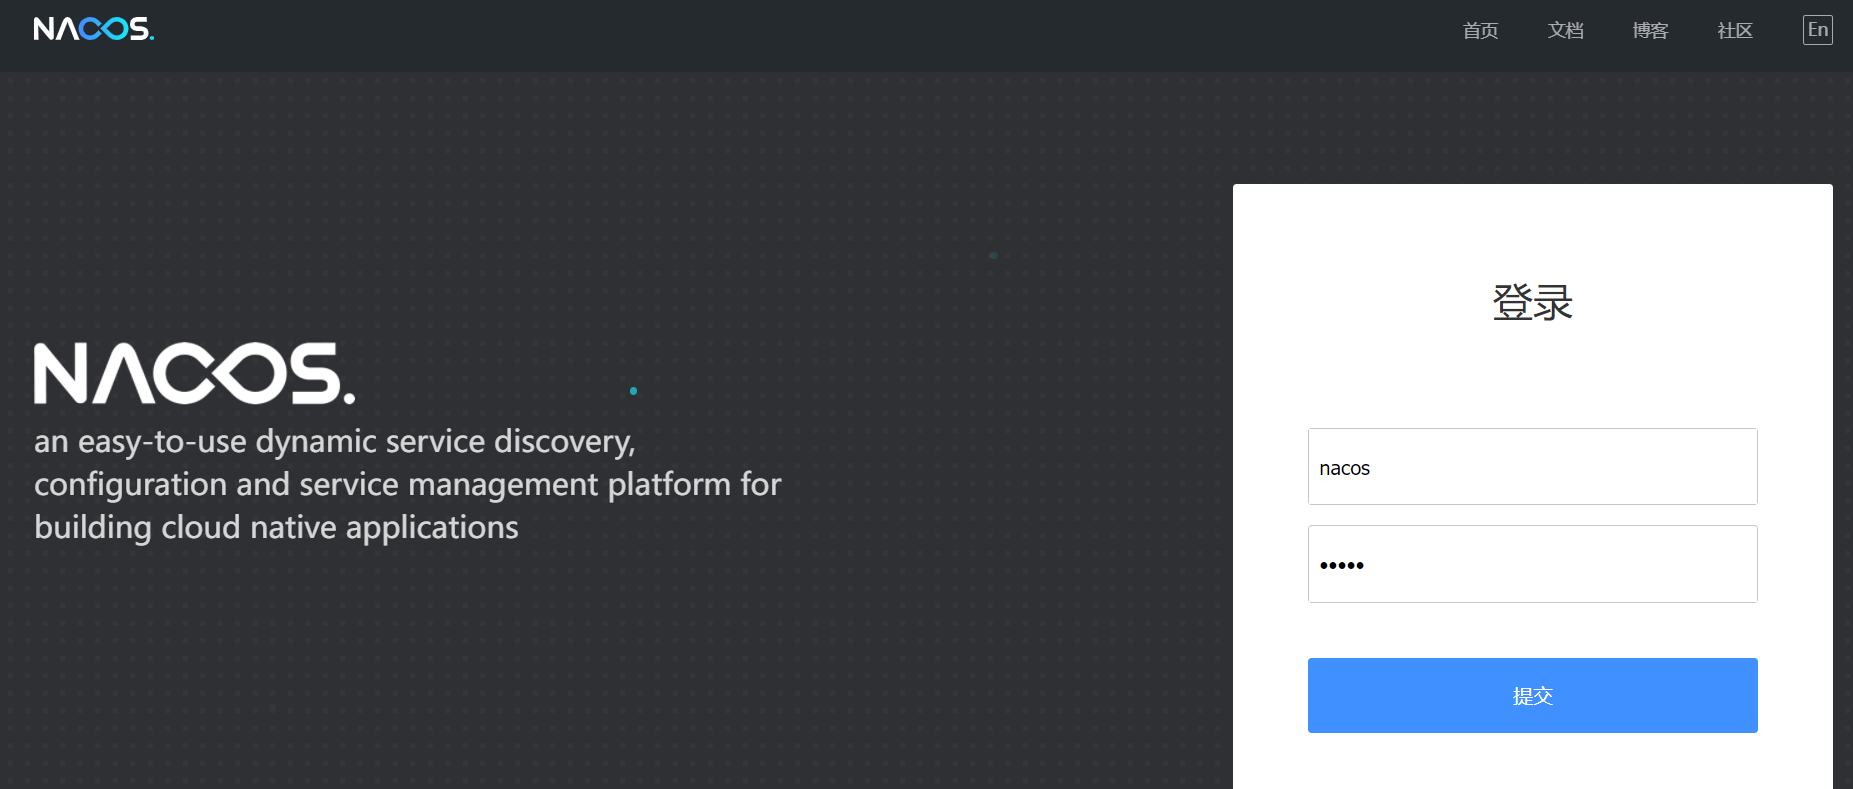 NACOS.
首页
文档
博客
社区
En
NACOS.
an easy-to-use dynamic service discovery,
configuration and service management platform for
building cloud native applications
登录
nacos
•••••
提交